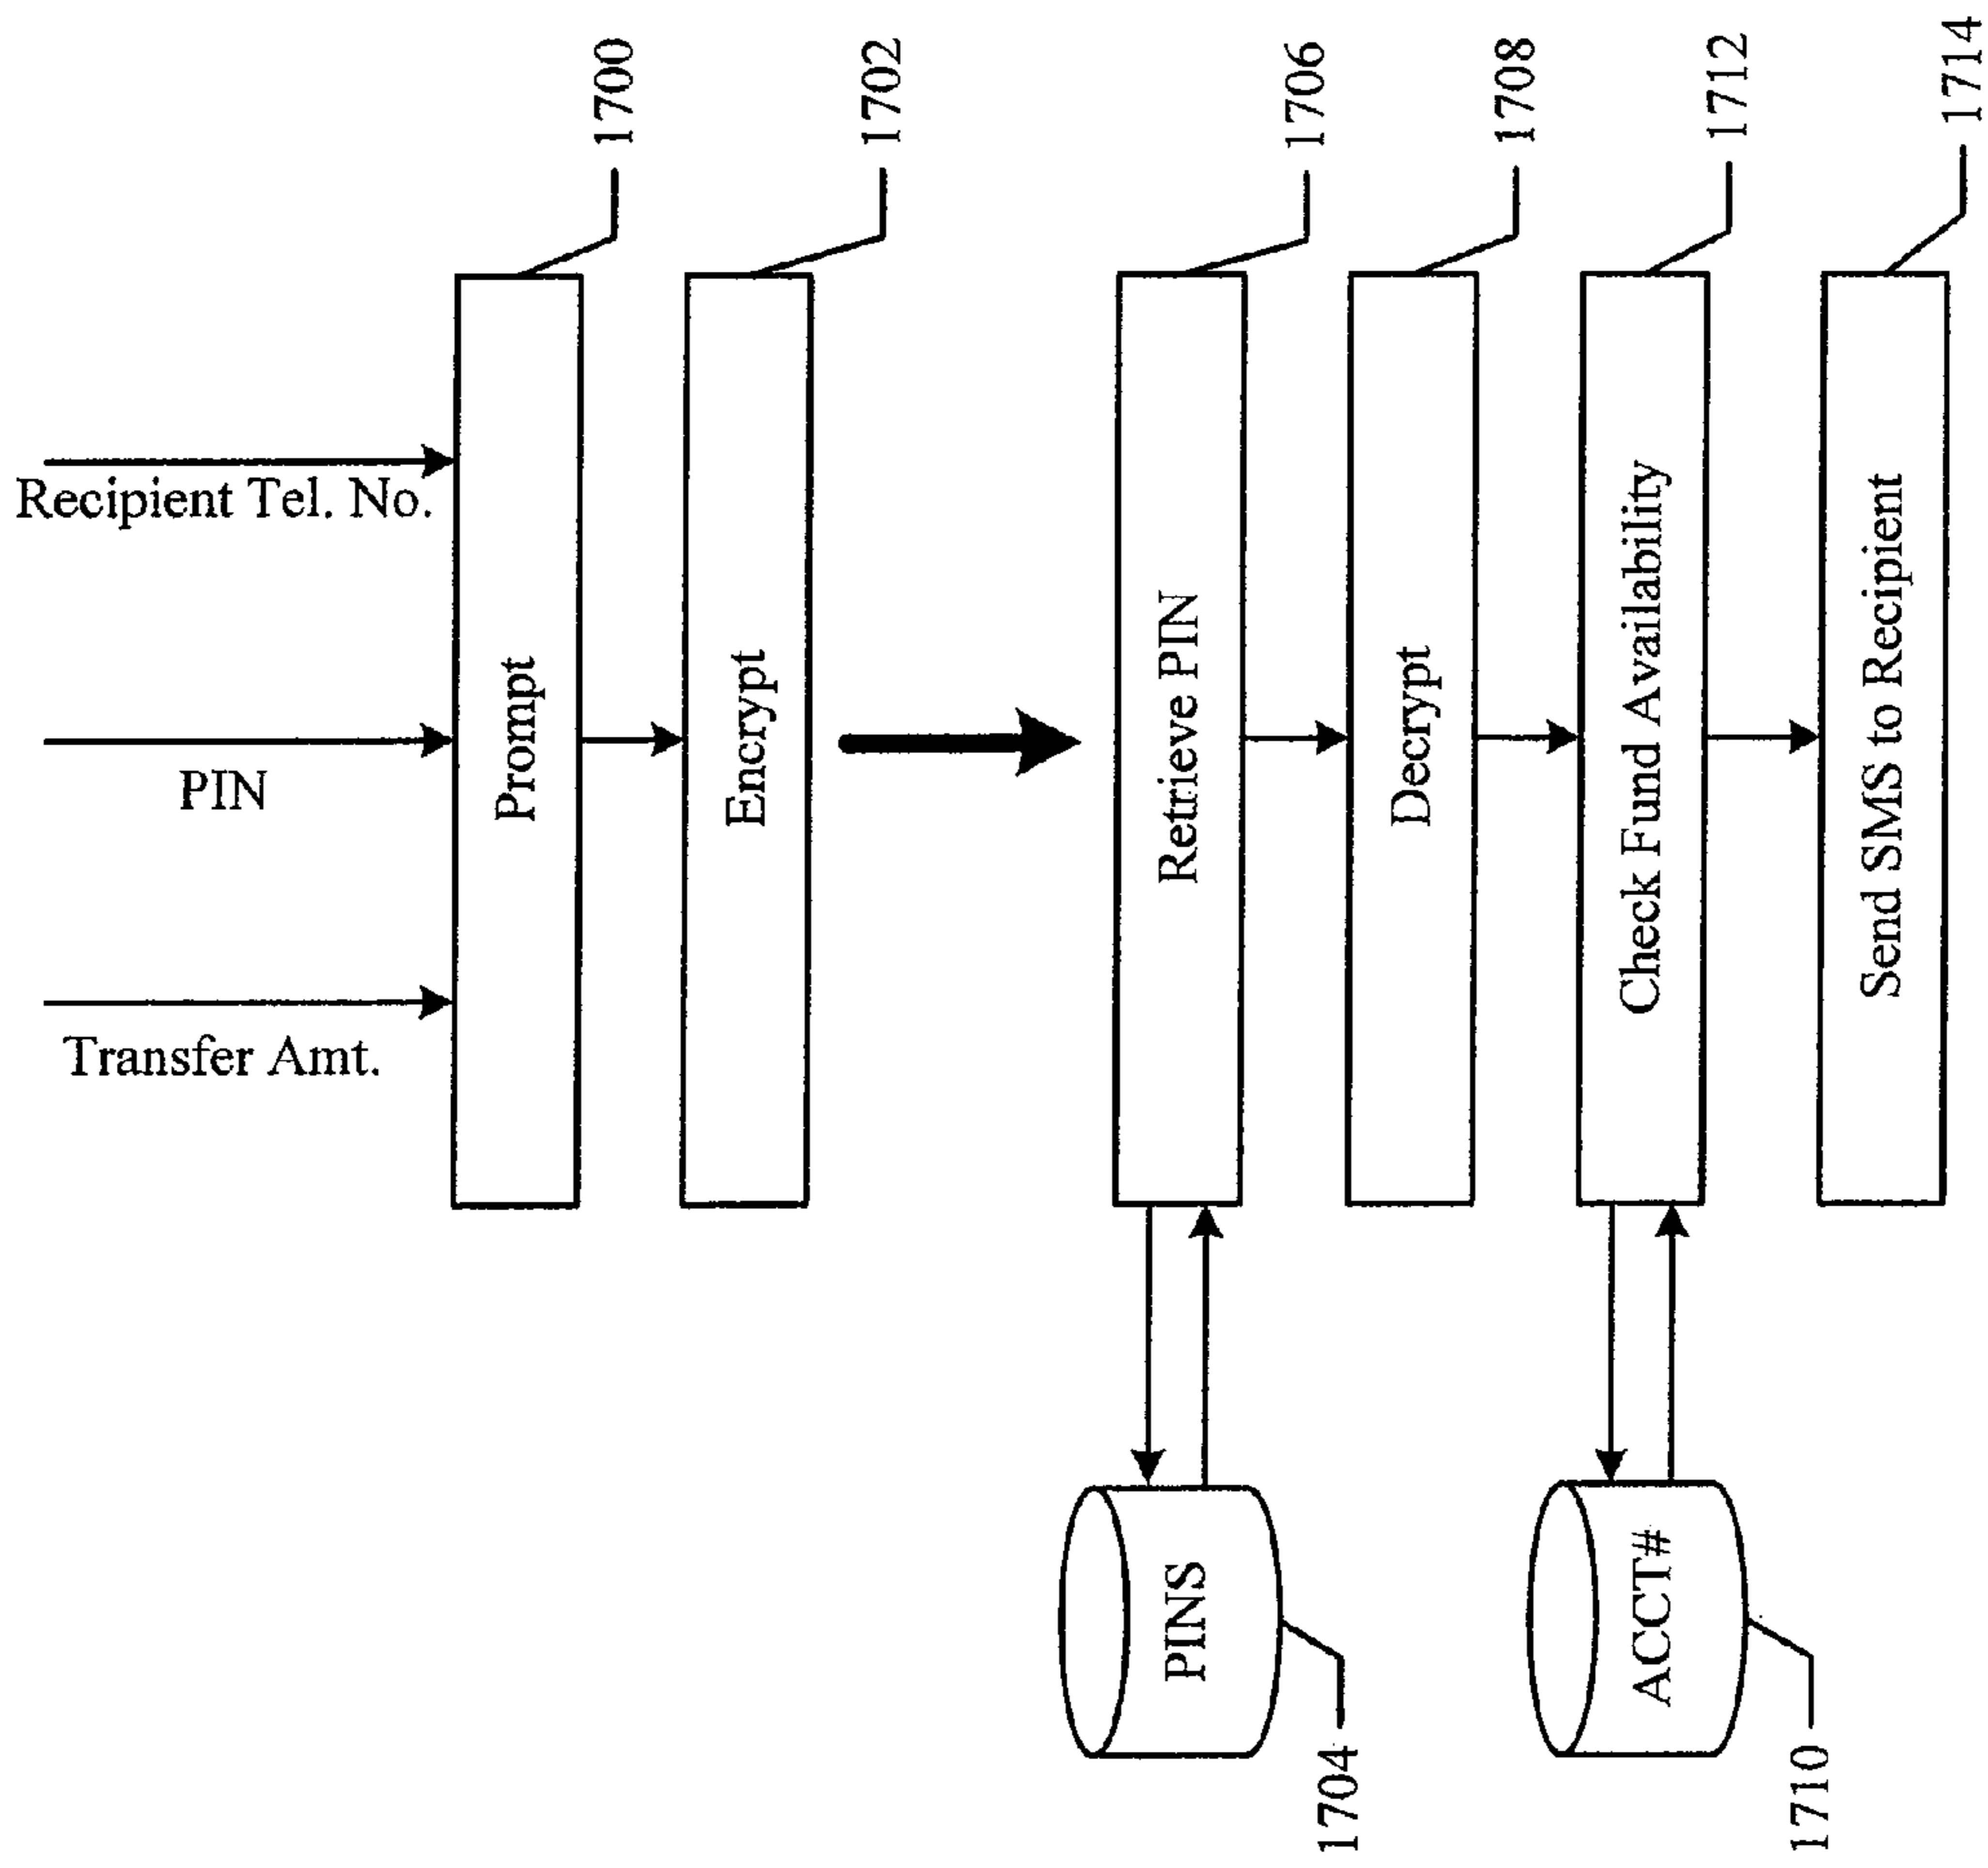 Recipient Tel. No.
PIN
Transfer Amt.
Prompt
1700
Encrypt
1702
Retrieve PIN
1706
PINS
1704
Decrypt
1708
Check Fund Availability
1712
ACCT#
1710
Send SMS to Recipient
1714